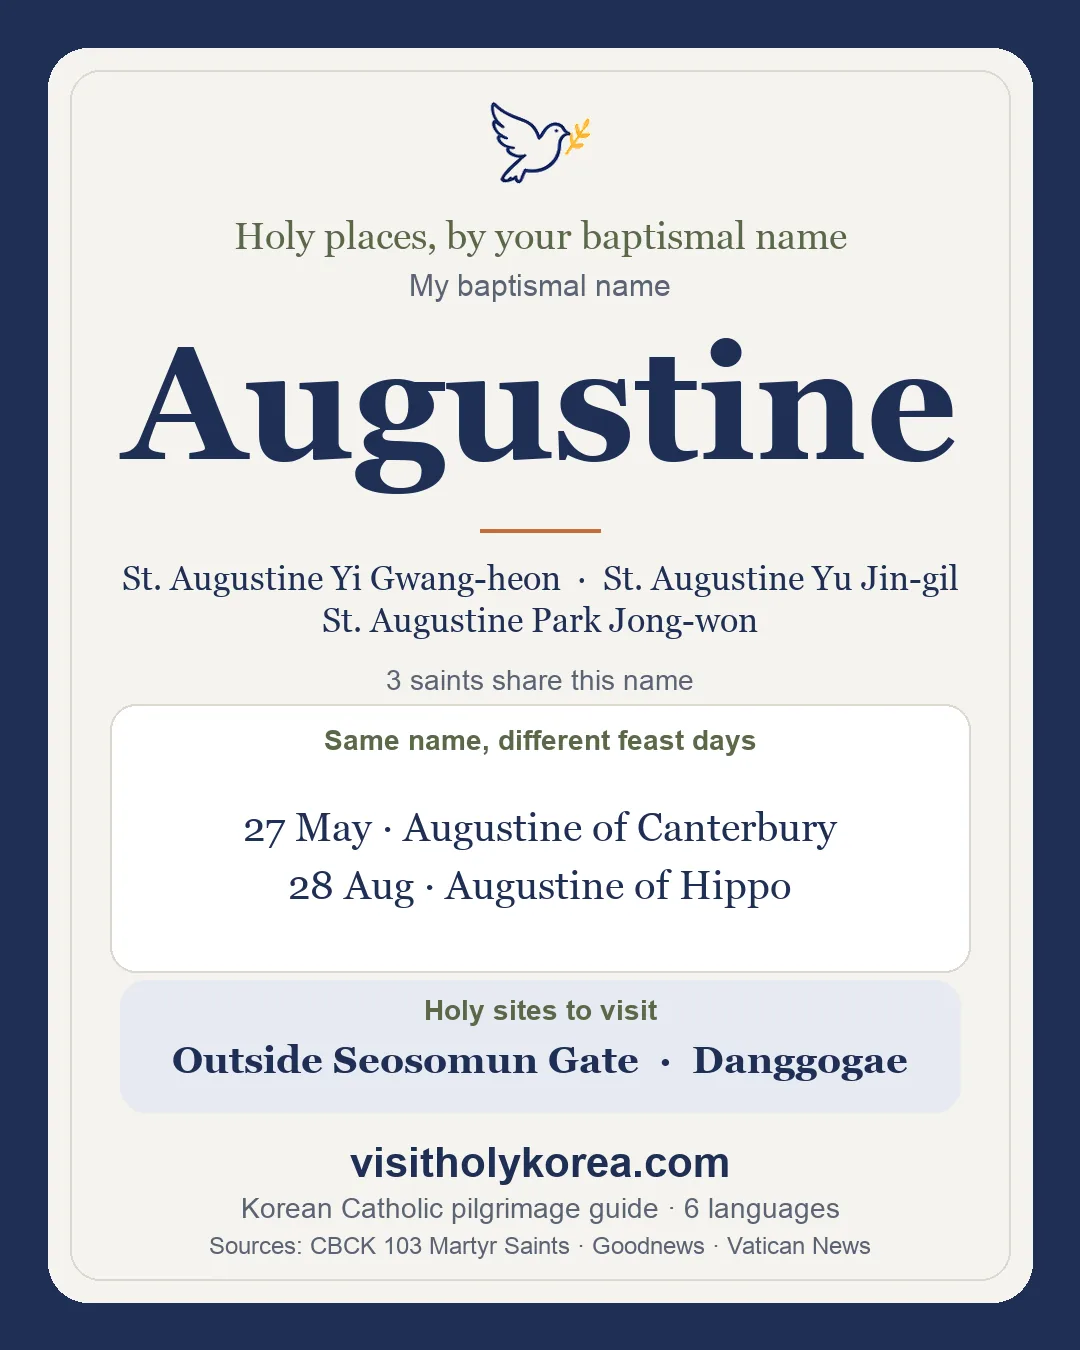 Holy places, by your baptismal name
My baptismal name
Augustine
St. Augustine Yi Gwang-heon · St. Augustine Yu Jin-gil
St. Augustine Park Jong-won
3 saints share this name
Same name, different feast days
27 May · Augustine of Canterbury
28 Aug · Augustine of Hippo
Holy sites to visit
Outside Seosomun Gate · Danggogae
visitholykorea.com
Korean Catholic pilgrimage guide · 6 languages
Sources: CBCK 103 Martyr Saints · Goodnews · Vatican News